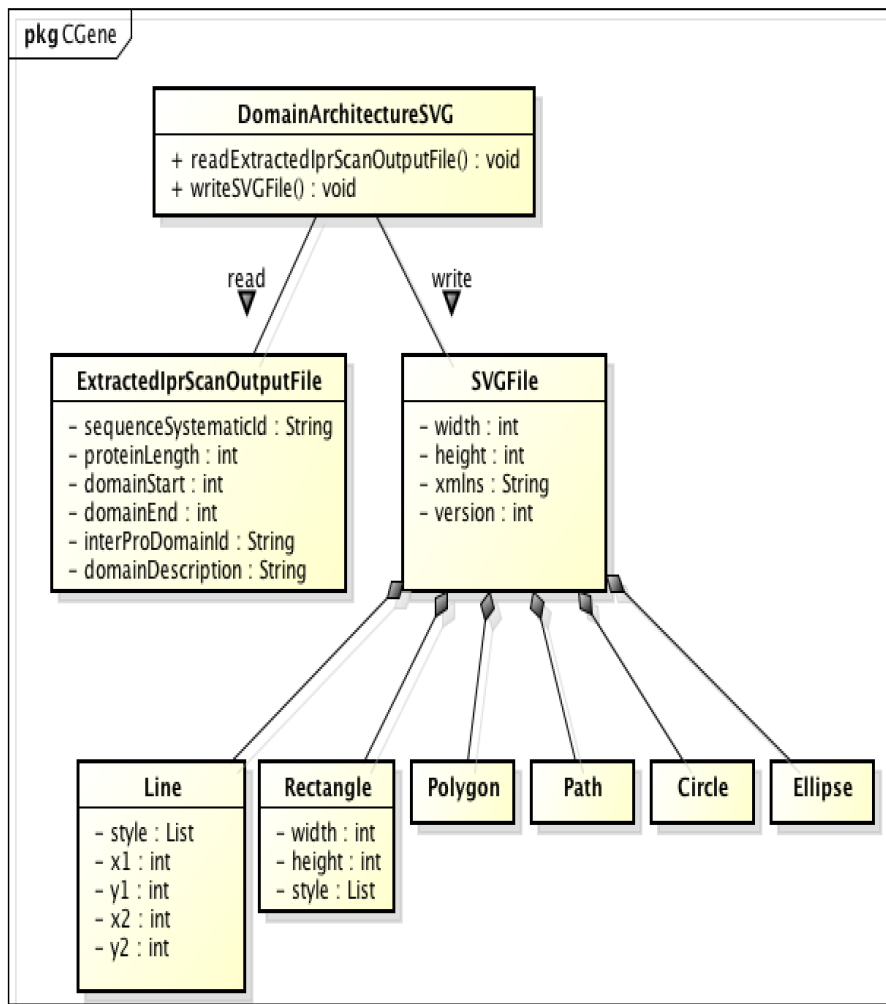 pkg CGene
DomainArchitectureSVG
+ readExtractedIprScanOutputFile() : void
+ writeSVGFile() : void
read
write
ExtractedIprScanOutputFile
- sequenceSystematicId : String
- proteinLength : int
- domainStart : int
- domainEnd : int
- interProDomainId : String
- domainDescription : String
SVGFile
- width : int
- height : int
- xmlns : String
- version : int
Line
- style : List
- x1 : int
- y1 : int
- x2 : int
- y2 : int
Rectangle
- width : int
- height : int
- style : List
Polygon
Path
Circle
Ellipse